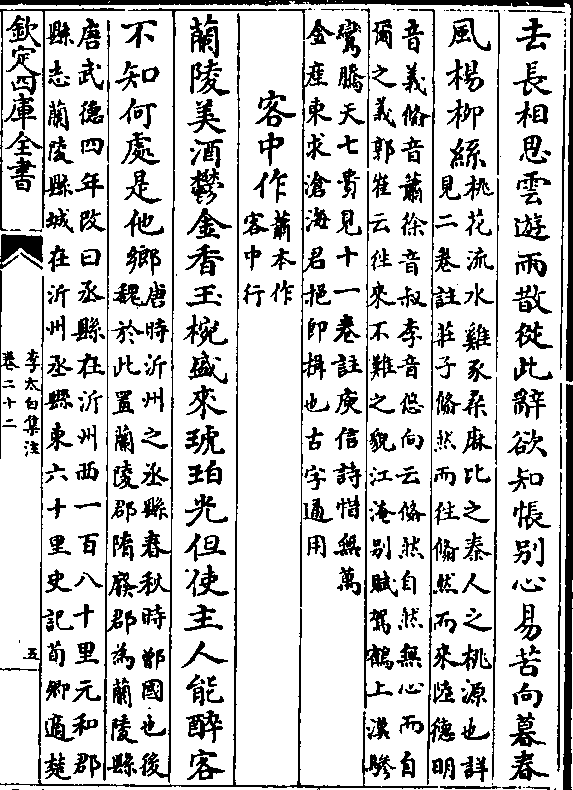 去長相思雲遊雨散從此辭欲知悵别心易苦向暮春
風楊柳絲
桃花流水雞豕桑麻比之秦人之桃源也詳
見二卷註莊子翛然而往翛然而來陸德明
音義翛音蕭徐音叔李音悠向云翛然自然無心而自
爾之義郭崔云往來不難之貌江淹别賦駕鶴上漢驂
鸞騰天七貴見十一卷註庾信詩惜無萬
金産東求滄海君挹即揖也古字通用
客中作
蕭本作
客中行
蘭陵美酒鬱金香玉椀盛來琥珀光但使主人能醉客
不知何處是他鄉
唐時沂州之丞縣春秋時鄫國也後
魏於此置蘭陵郡隋廢郡為蘭陵縣
唐武德四年改曰丞縣在沂州西一百八十里元和郡
縣志蘭陵縣城在沂州丞縣東六十里史記荀卿適楚
欽定四庫全書
李太白集注
卷二十二
五